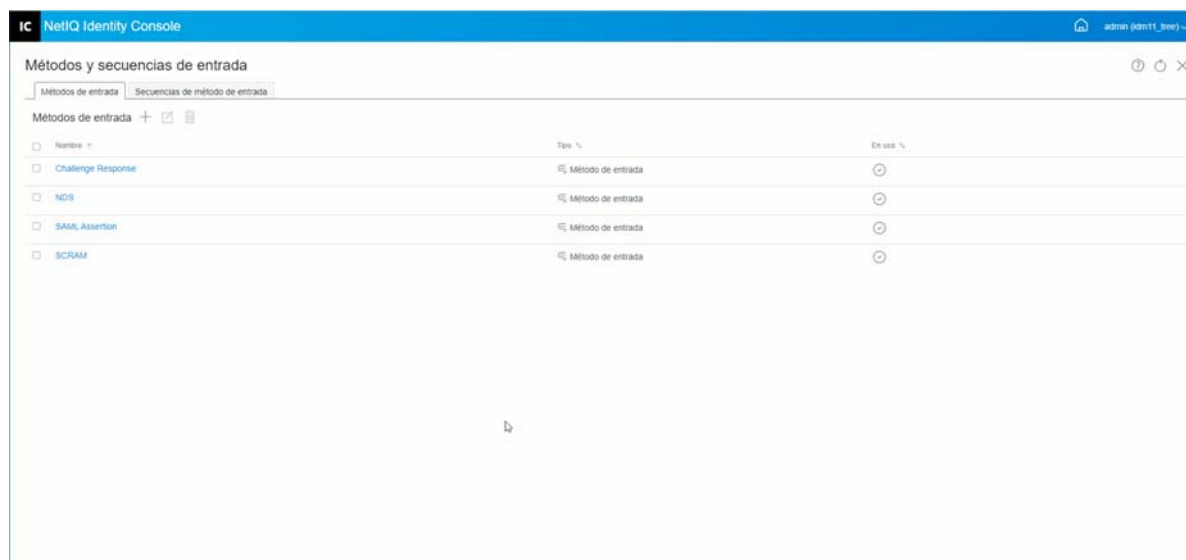 IC NetIQ Identity Console admin (idm11_tree)
Métodos y secuencias de entrada
Métodos de entrada Secuencias de método de entrada
Métodos de entrada
Nombre Tipo En uso
Challenge Response Método de entrada
NDS Método de entrada
SAML Assertion Método de entrada
SCRAM Método de entrada